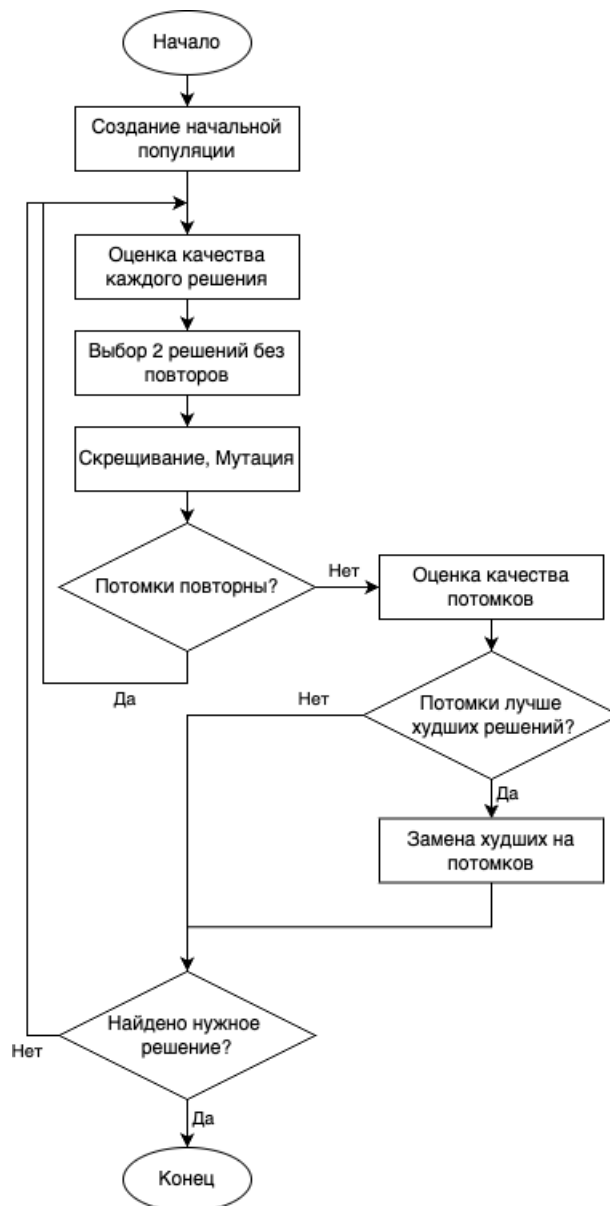 Начало
Создание начальной
популяции
Оценка качества
каждого решения
Выбор 2 решений без
повторов
Скрещивание, Мутация
Потомки повторны?
Нет
Оценка качества
потомков
Да
Нет
Потомки лучше
худших решений?
Да
Замена худших на
потомков
Найдено нужное
решение?
Нет
Да
Конец